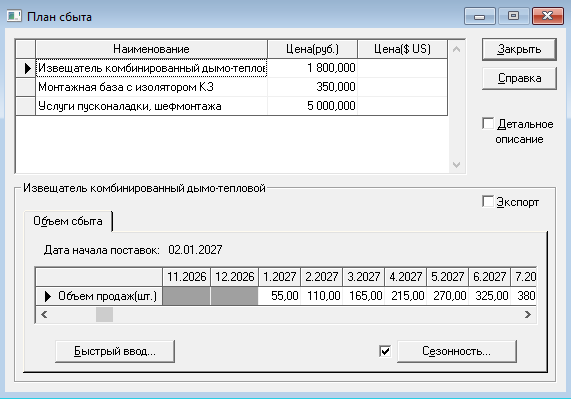 План сбыта
Наименование Цена(руб.) Цена($ US)
Извещатель комбинированный дымо-теплов 1 800,000
Монтажная база с изолятором КЗ 350,000
Услуги пусконаладки, шефмонтажа 5 000,000
Закрыть
Справка
Детальное
описание
Извещатель комбинированный дымо-тепловой
Экспорт
Объем сбыта
Дата начала поставок: 02.01.2027
11.2026 12.2026 1.2027 2.2027 3.2027 4.2027 5.2027 6.2027 7.20
Объем продаж(шт.) 55,00 110,00 165,00 215,00 270,00 325,00 380
Быстрый ввод... Сезонность...